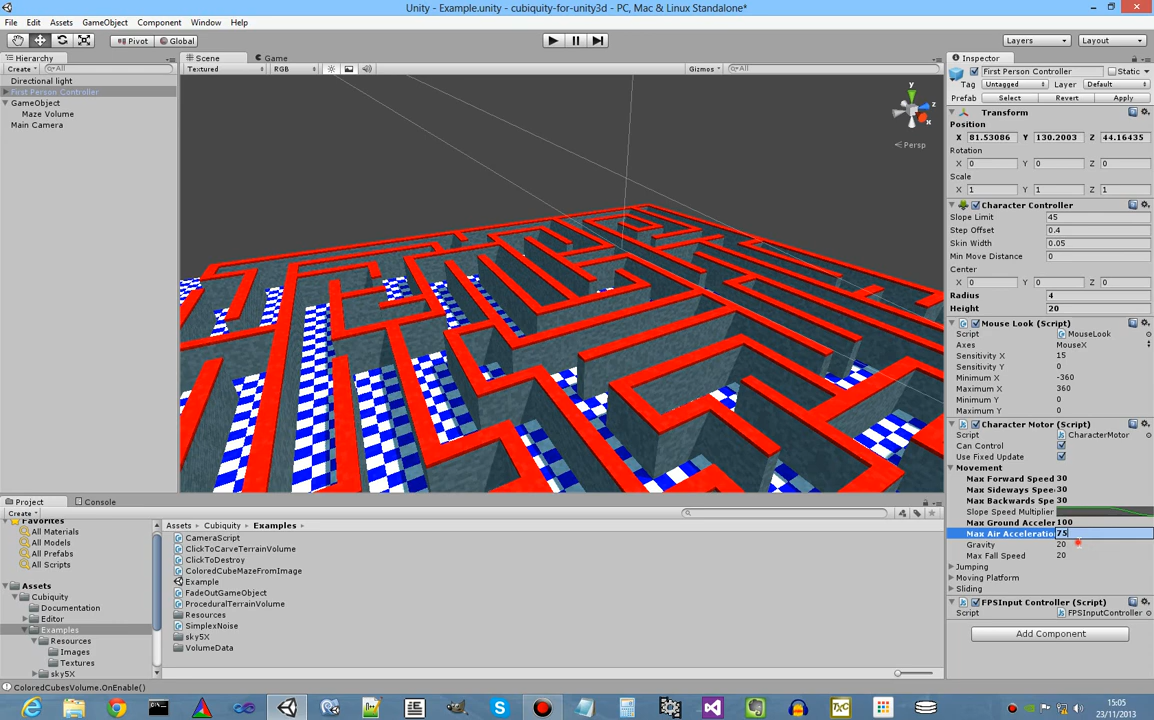 Unity - Example.unity - cubiquity-for-unity3d - PC, Mac & Linux Standalone*
File Edit Assets GameObject Component Window Help
Pivot Global Layers Layout
Hierarchy
Create All
Directional light
First Person Controller
GameObject
Maze Volume
Main Camera
Scene Game
Textured RGB Gizmos All
y
z
x
Persp
Inspector
First Person Controller Static
Tag Untagged Layer Default
Prefab Select Revert Apply
Transform
Position
X 81.53086 Y 130.2003 Z 44.16435
Rotation
X 0 Y 0 Z 0
Scale
X 1 Y 1 Z 1
Character Controller
Slope Limit 45
Step Offset 0.4
Skin Width 0.05
Min Move Distance 0
Center
X 0 Y 0 Z 0
Radius 4
Height 20
Mouse Look (Script)
Script MouseLook
Axes MouseX
Sensitivity X 15
Sensitivity Y 0
Minimum X -360
Maximum X 360
Minimum Y 0
Maximum Y 0
Character Motor (Script)
Script CharacterMotor
Can Control
Use Fixed Update
Movement
Max Forward Speed 30
Max Sideways Spee 30
Max Backwards Spe 30
Slope Speed Multiplier
Max Ground Acceler 100
Max Air Acceleratio 75
Gravity 20
Max Fall Speed 20
Jumping
Moving Platform
Sliding
FPSInput Controller (Script)
Script FPSInputController
Add Component
Project Console
Create
Favorites
All Materials
All Models
All Prefabs
All Scripts
Assets
Cubiquity
Documentation
Editor
Examples
Resources
Images
Textures
sky5X
Assets Cubiquity Examples
CameraScript
ClickToCarveTerrainVolume
ClickToDestroy
ColoredCubeMazeFromImage
Example
FadeOutGameObject
ProceduralTerrainVolume
Resources
SimplexNoise
sky5X
VolumeData
ColoredCubesVolume.OnEnable()
15:05
23/11/2013